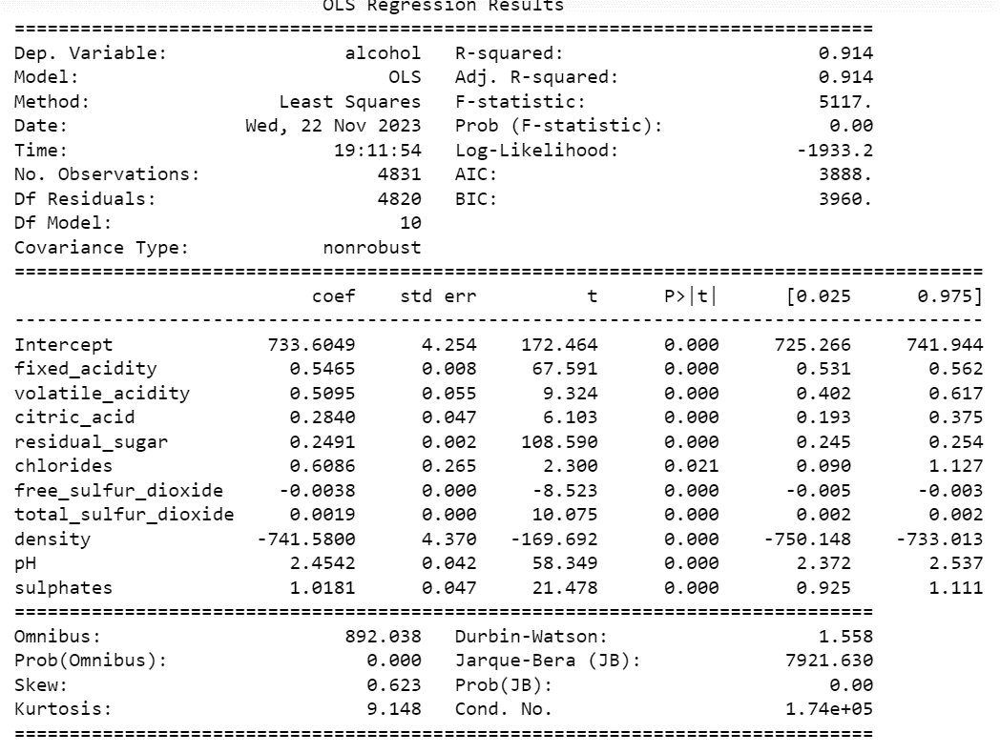 OLS Regression Results
==============================================================================
Dep. Variable:                alcohol   R-squared:                       0.914
Model:                            OLS   Adj. R-squared:                  0.914
Method:                 Least Squares   F-statistic:                     5117.
Date:                Wed, 22 Nov 2023   Prob (F-statistic):               0.00
Time:                        19:11:54   Log-Likelihood:                -1933.2
No. Observations:                4831   AIC:                             3888.
Df Residuals:                    4820   BIC:                             3960.
Df Model:                          10
Covariance Type:            nonrobust
========================================================================================
                           coef    std err          t      P>|t|      [0.025      0.975]
----------------------------------------------------------------------------------------
Intercept              733.6049      4.254    172.464      0.000     725.266     741.944
fixed_acidity            0.5465      0.008     67.591      0.000       0.531       0.562
volatile_acidity         0.5095      0.055      9.324      0.000       0.402       0.617
citric_acid              0.2840      0.047      6.103      0.000       0.193       0.375
residual_sugar           0.2491      0.002    108.590      0.000       0.245       0.254
chlorides                0.6086      0.265      2.300      0.021       0.090       1.127
free_sulfur_dioxide     -0.0038      0.000     -8.523      0.000      -0.005      -0.003
total_sulfur_dioxide     0.0019      0.000     10.075      0.000       0.002       0.002
density               -741.5800      4.370   -169.692      0.000    -750.148    -733.013
pH                       2.4542      0.042     58.349      0.000       2.372       2.537
sulphates                1.0181      0.047     21.478      0.000       0.925       1.111
==============================================================================
Omnibus:                      892.038   Durbin-Watson:                   1.558
Prob(Omnibus):                  0.000   Jarque-Bera (JB):             7921.630
Skew:                           0.623   Prob(JB):                         0.00
Kurtosis:                       9.148   Cond. No.                     1.74e+05
==============================================================================